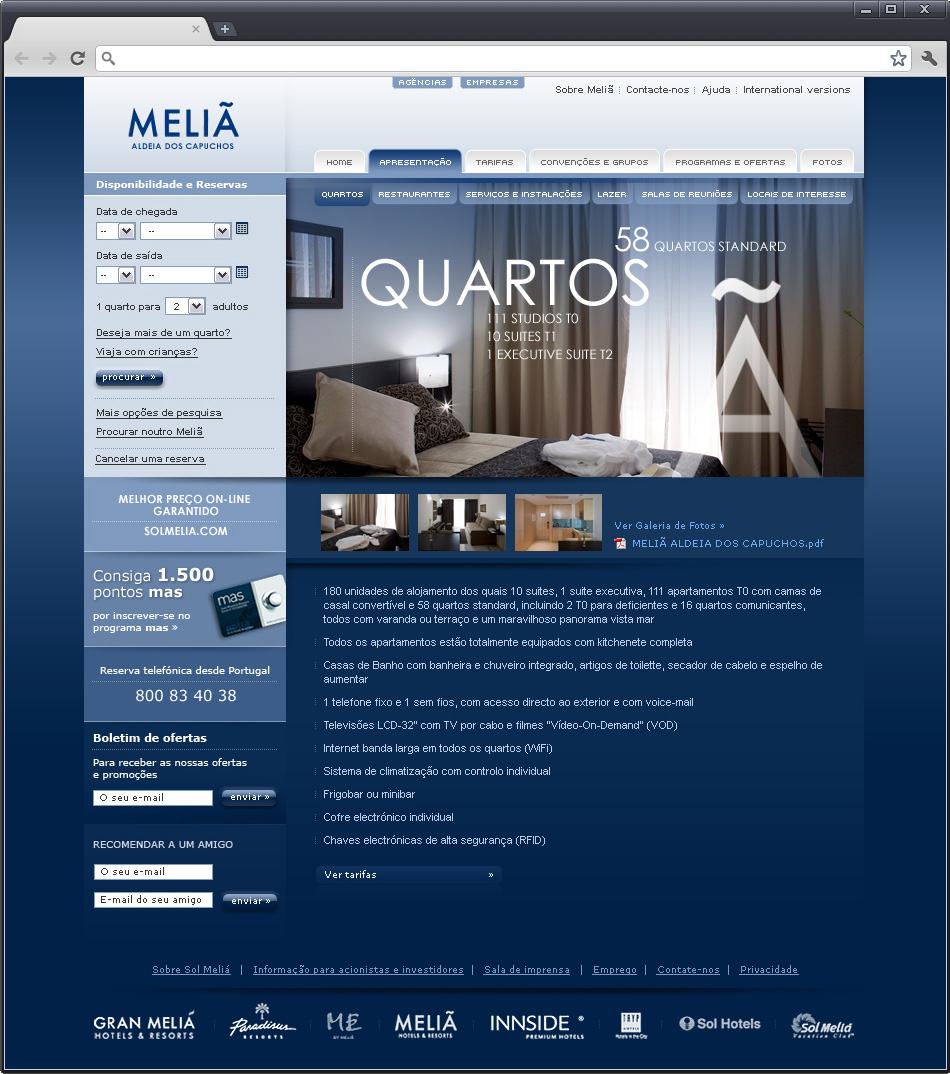 AGÊNCIAS
EMPRESAS
Sobre Meliã
Contacte-nos
Ajuda
International versions
MELIÃ
ALDEIA DOS CAPUCHOS
HOME
APRESENTAÇÃO
TARIFAS
CONVENÇÕES E GRUPOS
PROGRAMAS E OFERTAS
FOTOS
Disponibilidade e Reservas
QUARTOS
RESTAURANTES
SERVIÇOS E INSTALAÇÕES
LAZER
SALAS DE REUNIÕES
LOCAIS DE INTERESSE
Data de chegada
-- --
Data de saída
-- --
1 quarto para 2 adultos
Deseja mais de um quarto?
Viaja com crianças?
procurar »
Mais opções de pesquisa
Procurar noutro Meliã
Cancelar uma reserva
58 QUARTOS STANDARD
QUARTOS
111 STUDIOS T0
10 SUITES T1
1 EXECUTIVE SUITE T2
Ã
MELHOR PREÇO ON-LINE
GARANTIDO
SOLMELIA.COM
Ver Galeria de Fotos »
MELIÃ ALDEIA DOS CAPUCHOS.pdf
Consiga 1.500
pontos mas
por inscrever-se no
programa mas »
mas
Reserva telefónica desde Portugal
800 83 40 38
Boletim de ofertas
Para receber as nossas ofertas
e promoções
O seu e-mail
enviar »
RECOMENDAR A UM AMIGO
O seu e-mail
E-mail do seu amigo
enviar »
180 unidades de alojamento dos quais 10 suites, 1 suite executiva, 111 apartamentos T0 com camas de
casal convertível e 58 quartos standard, incluindo 2 T0 para deficientes e 16 quartos comunicantes,
todos com varanda ou terraço e um maravilhoso panorama vista mar
Todos os apartamentos estão totalmente equipados com kitchenete completa
Casas de Banho com banheira e chuveiro integrado, artigos de toilette, secador de cabelo e espelho de
aumentar
1 telefone fixo e 1 sem fios, com acesso directo ao exterior e com voice-mail
Televisões LCD-32" com TV por cabo e filmes "Vídeo-On-Demand" (VOD)
Internet banda larga em todos os quartos (WiFi)
Sistema de climatização com controlo individual
Frigobar ou minibar
Cofre electrónico individual
Chaves electrónicas de alta segurança (RFID)
Ver tarifas »
Sobre Sol Meliá | Informação para acionistas e investidores | Sala de imprensa | Emprego | Contate-nos | Privacidade
GRAN MELIÁ
HOTELS & RESORTS
Paradisus
RESORTS
ME
BY MELIÁ
MELIÃ
HOTELS & RESORTS
INNSIDE
PREMIUM HOTELS
TRYP
Hotels in the City
Sol Hotels
Sol Meliá
Vacation Club